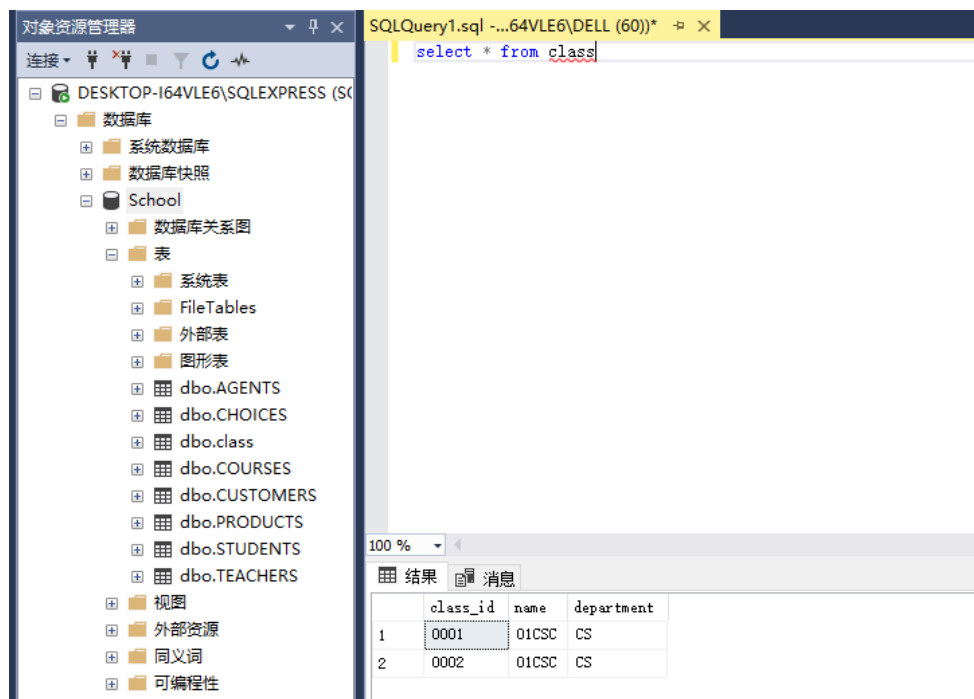 对象资源管理器
连接
DESKTOP-I64VLE6\SQLEXPRESS (SQ
数据库
系统数据库
数据库快照
School
数据库关系图
表
系统表
FileTables
外部表
图形表
dbo.AGENTS
dbo.CHOICES
dbo.class
dbo.COURSES
dbo.CUSTOMERS
dbo.PRODUCTS
dbo.STUDENTS
dbo.TEACHERS
视图
外部资源
同义词
可编程性
SQLQuery1.sql -...64VLE6\DELL (60))*
select * from class
100 %
结果 消息
class_id name department
1 0001 01CSC CS
2 0002 01CSC CS